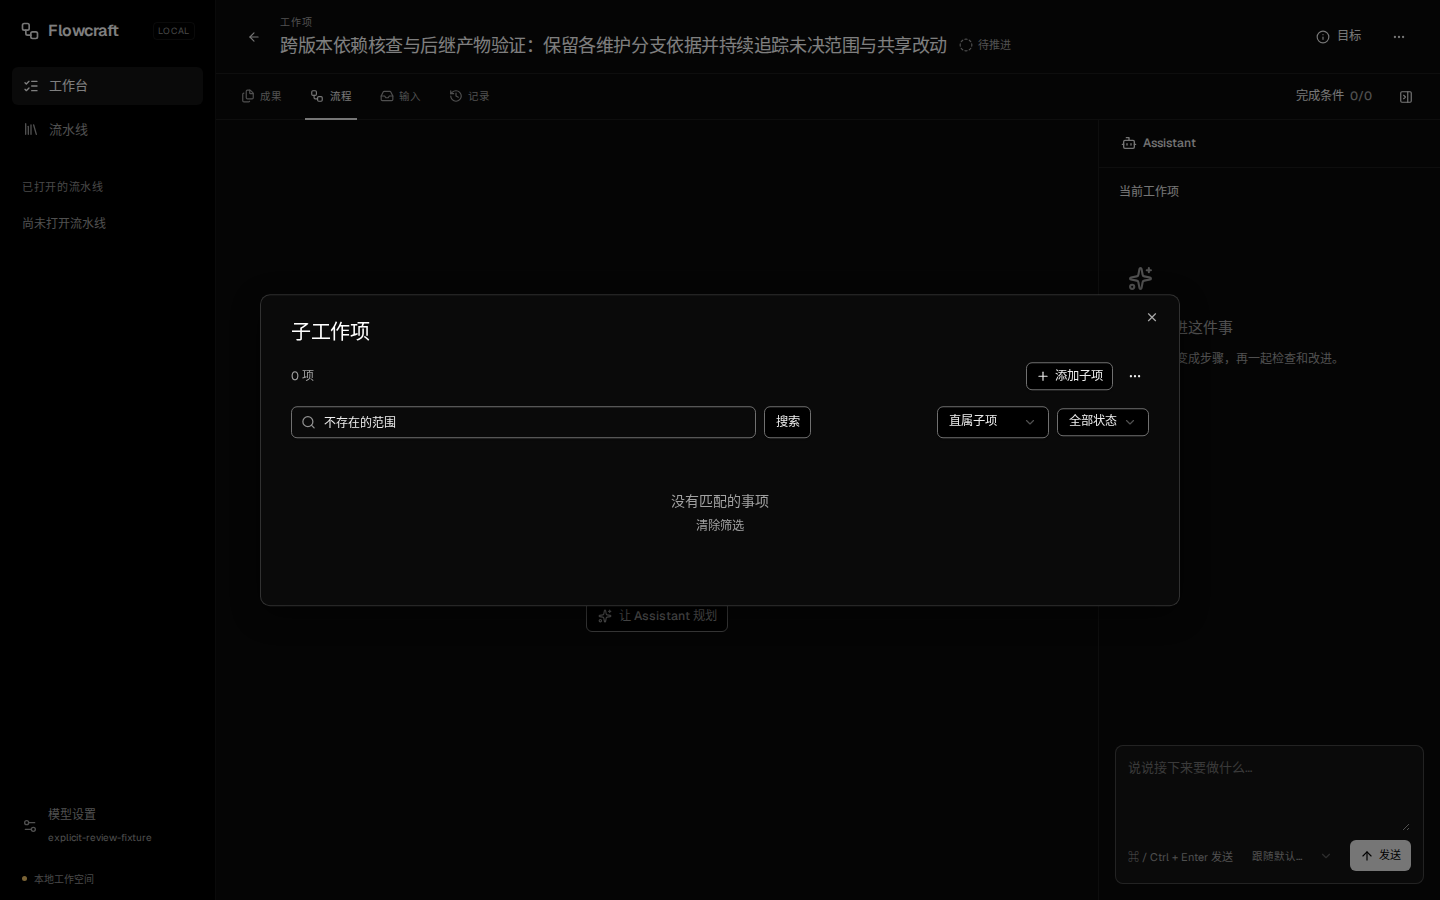 Flowcraft
LOCAL
工作台
流水线
已打开的流水线
尚未打开流水线
模型设置
explicit-review-fixture
本地工作空间
工作项
跨版本依赖核查与后继产物验证：保留各维护分支依据并持续追踪未决范围与共享改动
待推进
目标
成果
流程
输入
记录
完成条件 0/0
子工作项
0 项
添加子项
不存在的范围
搜索
直属子项
全部状态
没有匹配的事项
清除筛选
让 Assistant 规划
Assistant
当前工作项
进这件事
变成步骤，再一起检查和改进。
说说接下来要做什么...
⌘ / Ctrl + Enter 发送
跟随默认...
发送